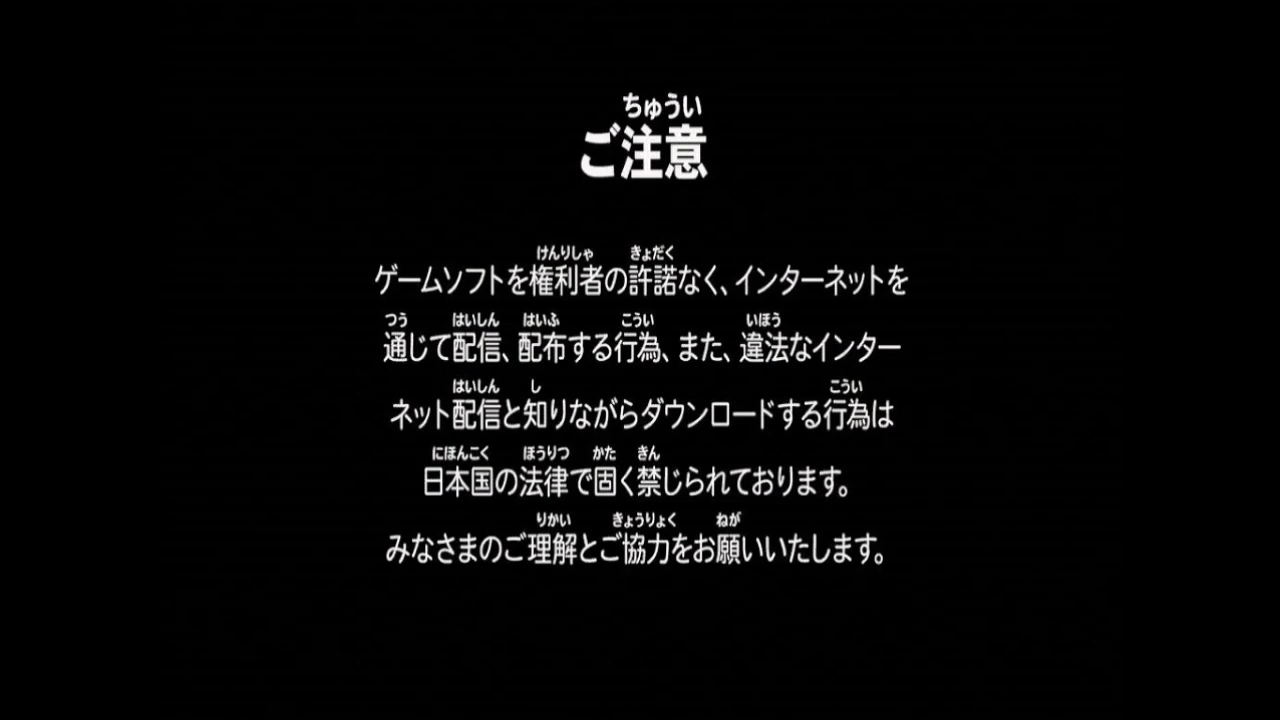 ちゅうい
ご注意
けんりしゃ きょだく
ゲームソフトを権利者の許諾なく、インターネットを
つう はいしん はいふ こうい いほう
通じて配信、配布する行為、また、違法なインター
はいしん し こうい
ネット配信と知りながらダウンロードする行為は
にほんこく ほうりつ かた きん
日本国の法律で固く禁じられております。
りかい きょうりょく ねが
みなさまのご理解とご協力をお願いいたします。